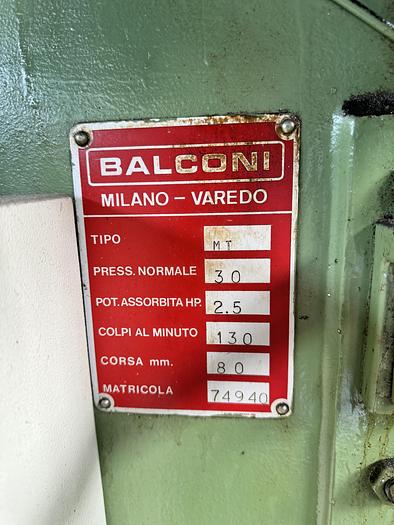 BALCONI
MILANO – VAREDO
TIPO MT
PRESS. NORMALE 30
POT. ASSORBITA HP. 2.5
COLPI AL MINUTO 130
CORSA mm. 80
MATRICOLA 74940